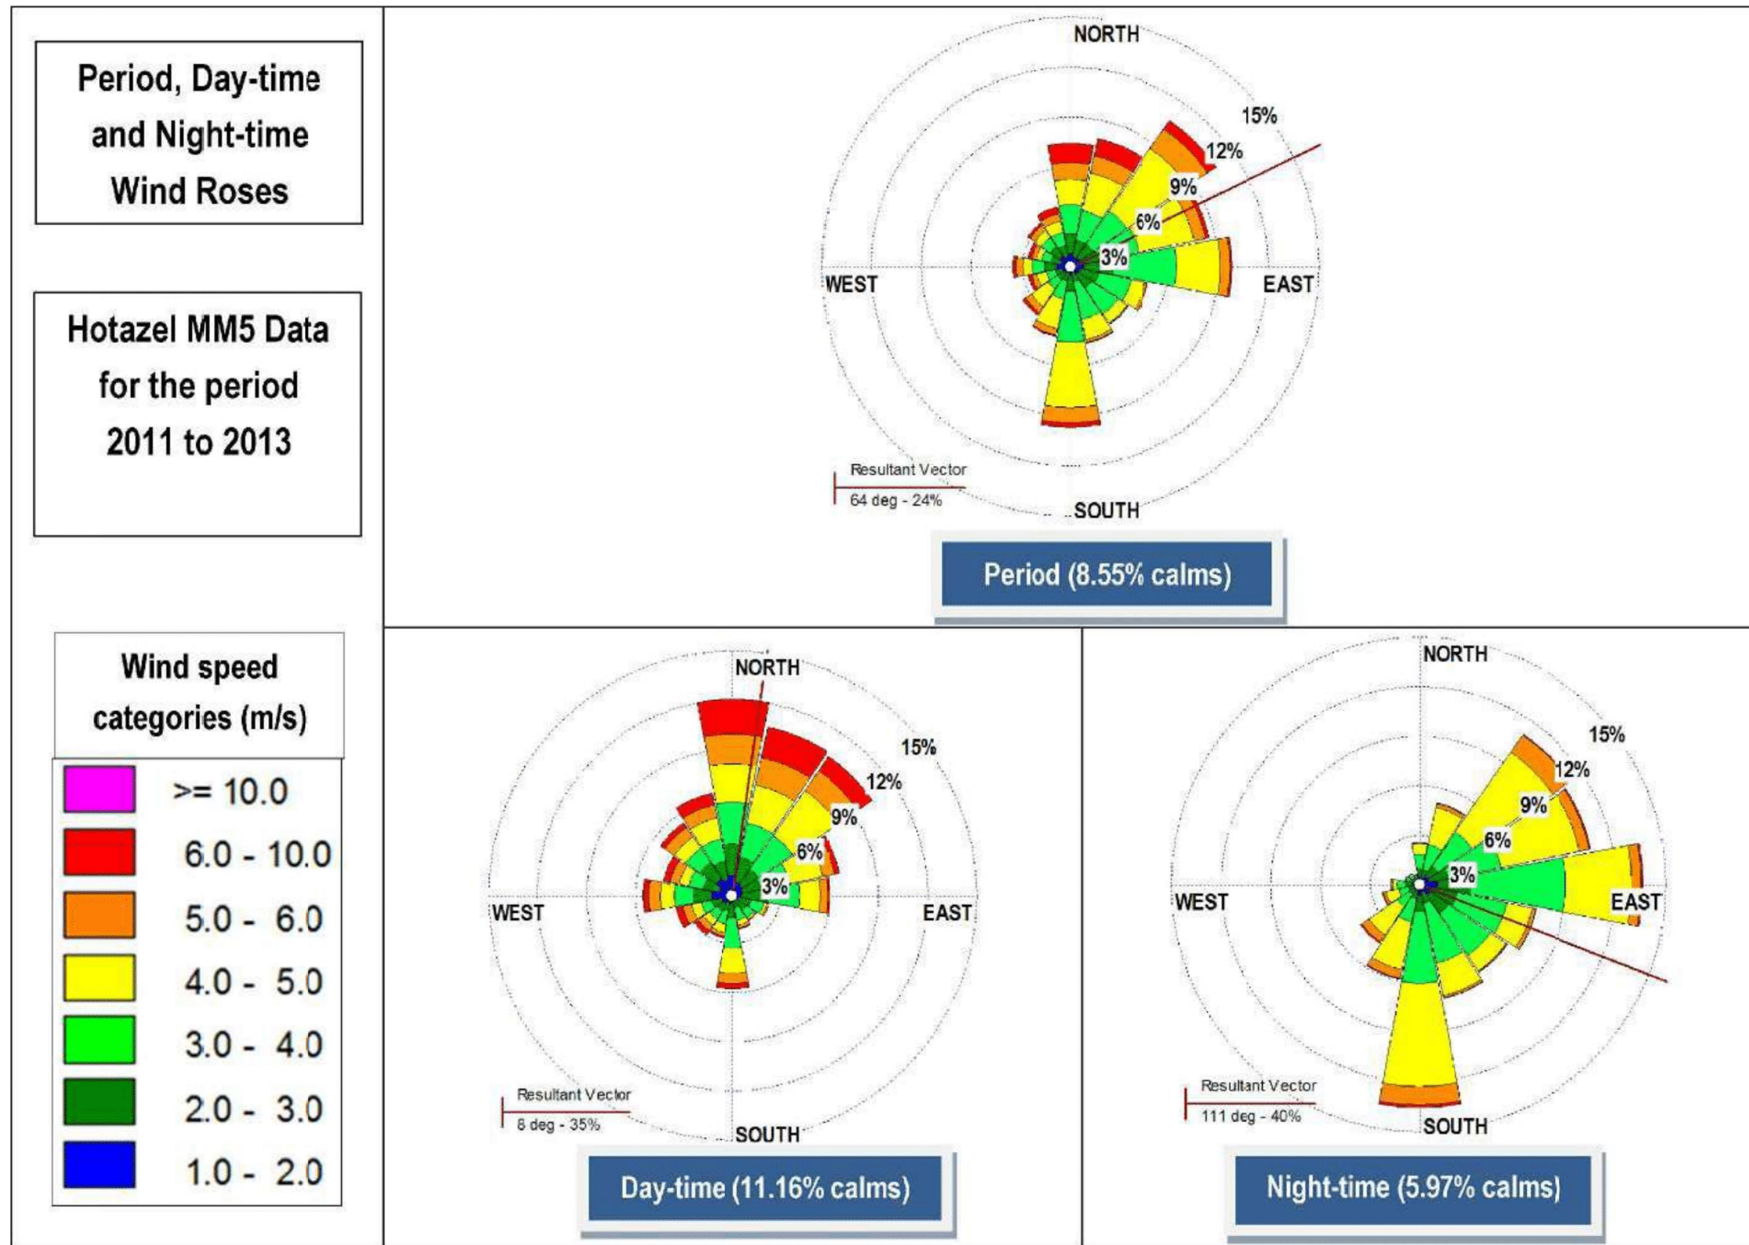 Period, Day-time
and Night-time
Wind Roses
Hotazel MM5 Data
for the period
2011 to 2013
Wind speed
categories (m/s)
>= 10.0
6.0 - 10.0
5.0 - 6.0
4.0 - 5.0
3.0 - 4.0
2.0 - 3.0
1.0 - 2.0
NORTH
15%
12%
9%
6%
3%
WEST
EAST
Resultant Vector
64 deg - 24%
SOUTH
Period (8.55% calms)
NORTH
15%
12%
9%
6%
3%
WEST
EAST
Resultant Vector
8 deg - 35%
SOUTH
Day-time (11.16% calms)
NORTH
15%
12%
9%
6%
3%
WEST
EAST
Resultant Vector
111 deg - 40%
SOUTH
Night-time (5.97% calms)